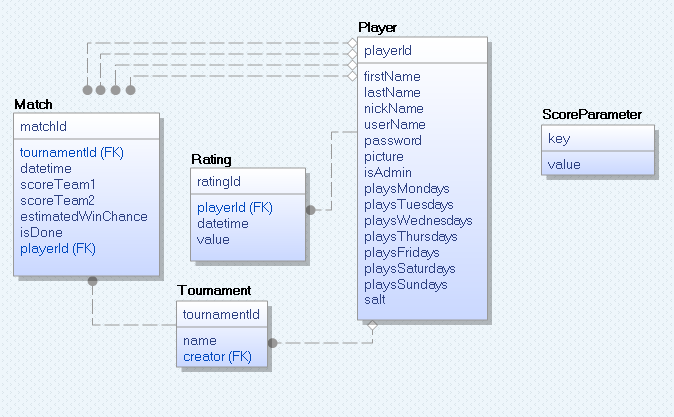 Player
playerId
firstName
lastName
nickName
userName
password
picture
isAdmin
playsMondays
playsTuesdays
playsWednesdays
playsThursdays
playsFridays
playsSaturdays
playsSundays
salt
Match
matchId
tournamentId (FK)
datetime
scoreTeam1
scoreTeam2
estimatedWinChance
isDone
playerId (FK)
Rating
ratingId
playerId (FK)
datetime
value
Tournament
tournamentId
name
creator (FK)
ScoreParameter
key
value